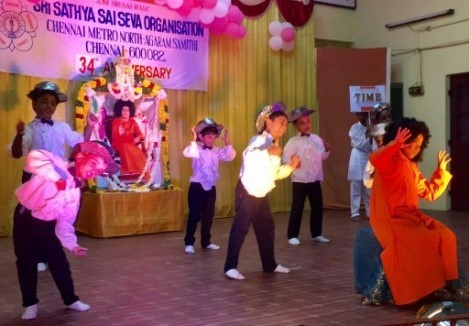 SRI SATHYA SAI SEVA ORGANISATION
CHENNAI METRO NORTH-AGARAM SAMITHI
CHENNAI 600082.
34th ANNIVERSARY
TIME